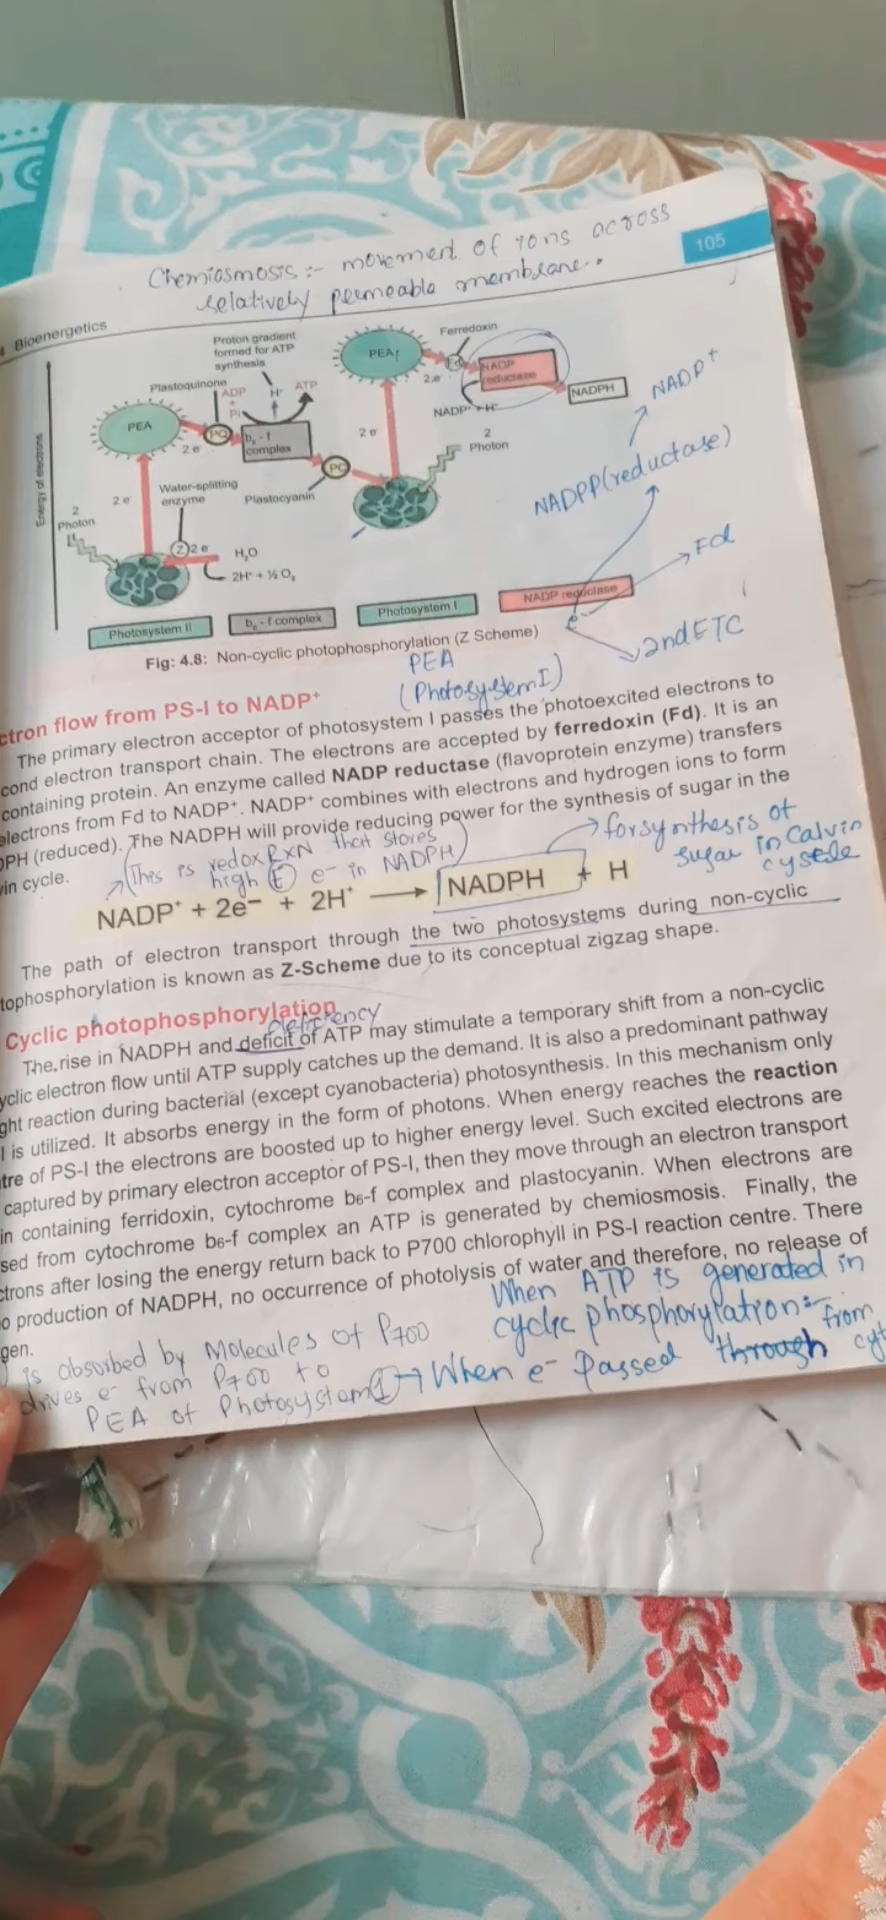 Chemiosmosis :- movement of ions across
relatively permeable membrane..
105
4 Bioenergetics
Energy of electrons
Proton gradient
formed for ATP
synthesis
Plastoquinone
ADP
+
Pi
H+
ATP
PEA
PQ
2e
b6 - f
complex
PC
Plastocyanin
Water-splitting
enzyme
2 e
2
Photon
Z
2 e
H2O
2H+ + ½ O2
PEA
Ferredoxin
Fd
2e
NADP
reductase
NADP+ + H+
NADPH
2 e
2
Photon
NADP+
NADPP(reductase)
Fd
e-
2nd ETC
Photosystem II
b6 - f complex
Photosystem I
NADP reductase
Fig: 4.8: Non-cyclic photophosphorylation (Z Scheme)
PEA
(Photosystem I)
ctron flow from PS-I to NADP+
The primary electron acceptor of photosystem I passes the photoexcited electrons to
cond electron transport chain. The electrons are accepted by ferredoxin (Fd). It is an
containing protein. An enzyme called NADP reductase (flavoprotein enzyme) transfers
electrons from Fd to NADP+. NADP+ combines with electrons and hydrogen ions to form
DPH (reduced). The NADPH will provide reducing power for the synthesis of sugar in the
vin cycle.
(This is redox RXN that stores
high E e- in NADPH)
for synthesis of
sugar in Calvin
NADP+ + 2e− + 2H+ ⟶ NADPH + H
The path of electron transport through the two photosystems during non-cyclic
tophosphorylation is known as Z-Scheme due to its conceptual zigzag shape.
Cyclic photophosphorylation
deficiency
The rise in NADPH and deficit of ATP may stimulate a temporary shift from a non-cyclic
yclic electron flow until ATP supply catches up the demand. It is also a predominant pathway
ght reaction during bacterial (except cyanobacteria) photosynthesis. In this mechanism only
I is utilized. It absorbs energy in the form of photons. When energy reaches the reaction
tre of PS-I the electrons are boosted up to higher energy level. Such excited electrons are
captured by primary electron acceptor of PS-I, then they move through an electron transport
in containing ferridoxin, cytochrome b6-f complex and plastocyanin. When electrons are
sed from cytochrome b6-f complex an ATP is generated by chemiosmosis. Finally, the
ctrons after losing the energy return back to P700 chlorophyll in PS-I reaction centre. There
o production of NADPH, no occurrence of photolysis of water and therefore, no release of
gen.
When ATP is generated in
cyclic phosphorylation:-
When e- passed through from cyt
is absorbed by Molecules of P700
drives e- from P700 to
PEA of Photosystem I